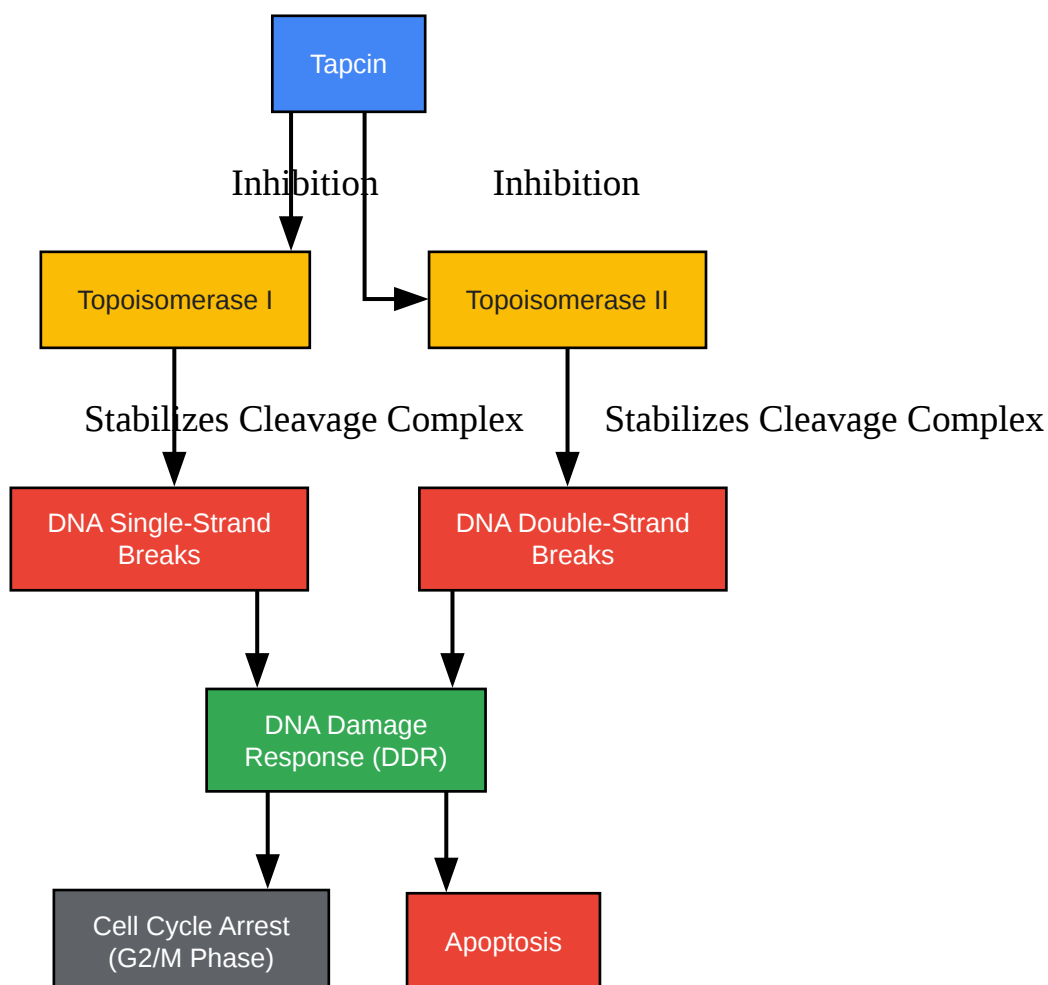 Tapcin
Inhibition
Inhibition
Topoisomerase I
Topoisomerase II
Stabilizes Cleavage Complex
Stabilizes Cleavage Complex
DNA Single-Strand
Breaks
DNA Double-Strand
Breaks
DNA Damage
Response (DDR)
Cell Cycle Arrest
(G2/M Phase)
Apoptosis